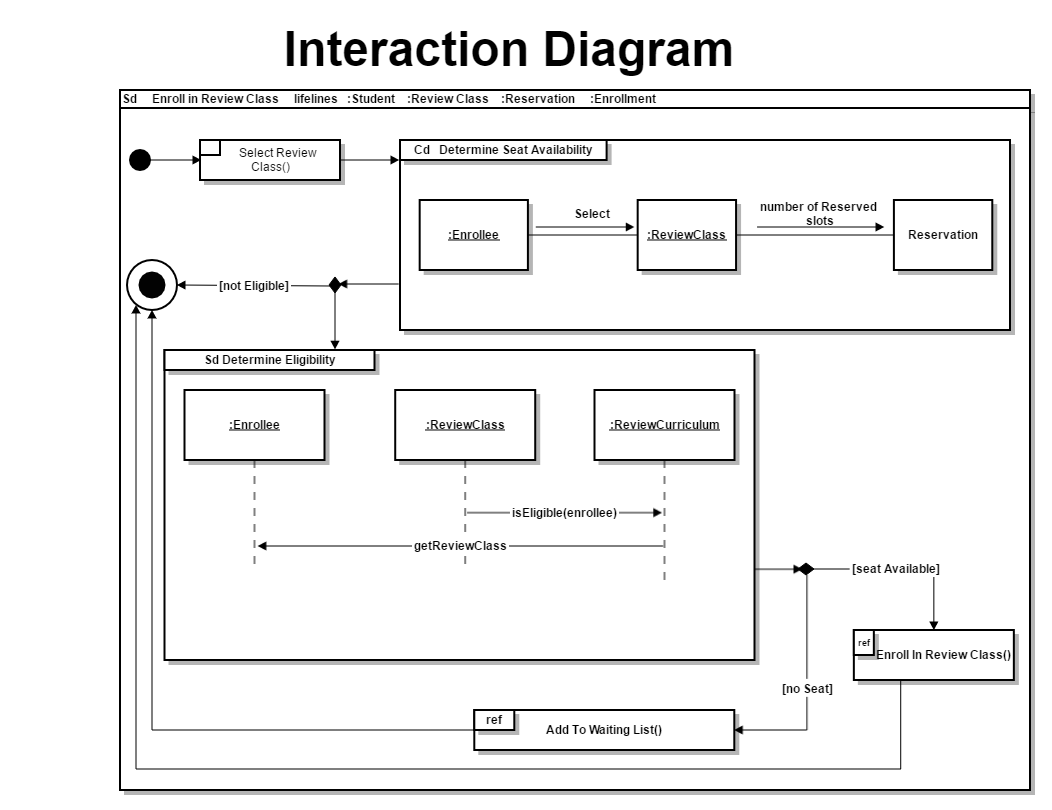 Interaction Diagram
Sd Enroll in Review Class lifelines :Student :Review Class :Reservation :Enrollment
Select Review
Class()
Cd Determine Seat Availability
:Enrollee
Select
:ReviewClass
number of Reserved
slots
Reservation
[not Eligible]
Sd Determine Eligibility
:Enrollee
:ReviewClass
:ReviewCurriculum
isEligible(enrollee)
getReviewClass
[seat Available]
ref
Enroll In Review Class()
[no Seat]
ref
Add To Waiting List()